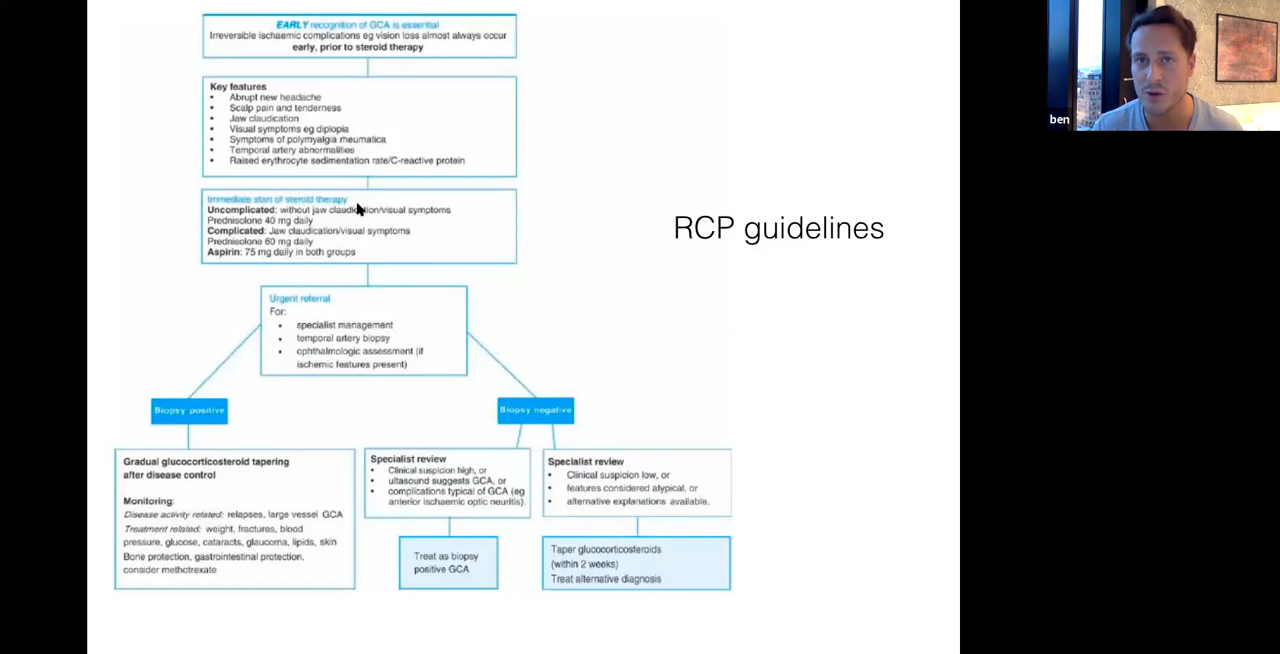 EARLY recognition of GCA is essential
Irreversible ischaemic complications eg vision loss almost always occur
early, prior to steroid therapy
Key features
• Abrupt new headache
• Scalp pain and tenderness
• Jaw claudication
• Visual symptoms eg diplopia
• Symptoms of polymyalgia rheumatica
• Temporal artery abnormalities
• Raised erythrocyte sedimentation rate/C-reactive protein
Immediate start of steroid therapy
Uncomplicated: without jaw claudication/visual symptoms
Prednisolone 40 mg daily
Complicated: Jaw claudication/visual symptoms
Prednisolone 60 mg daily
Aspirin: 75 mg daily in both groups
Urgent referral
For:
• specialist management
• temporal artery biopsy
• ophthalmologic assessment (if
ischemic features present)
Biopsy positive
Biopsy negative
Gradual glucocorticosteroid tapering
after disease control
Monitoring:
Disease activity related: relapses, large vessel GCA
Treatment related: weight, fractures, blood
pressure, glucose, cataracts, glaucoma, lipids, skin
Bone protection, gastrointestinal protection,
consider methotrexate
Specialist review
• Clinical suspicion high, or
• ultasound suggests GCA, or
• complications typical of GCA (eg
anterior ischaemic optic neuritis).
Treat as biopsy
positive GCA
Specialist review
• Clinical suspicion low, or
• features considered atypical, or
• alternative explanations available.
Taper glucocorticosteroids
(within 2 weeks)
Treat alternative diagnosis
RCP guidelines
ben